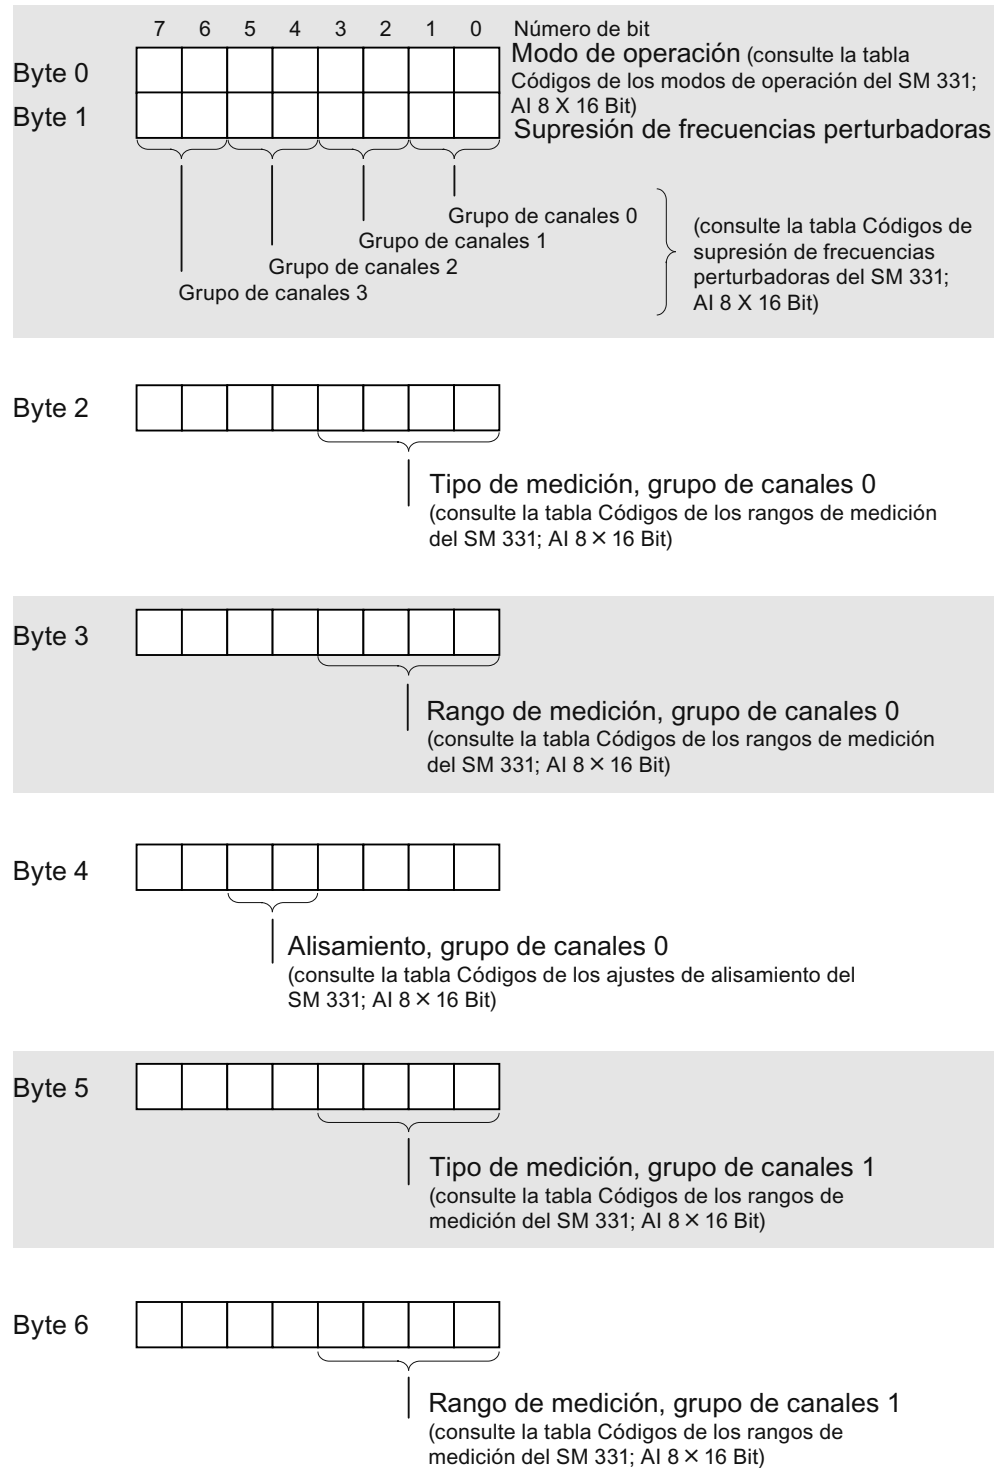 7 6 5 4 3 2 1 0 Número de bit
Byte 0
Modo de operación (consulte la tabla
Códigos de los modos de operación del SM 331;
AI 8 X 16 Bit)
Byte 1
Supresión de frecuencias perturbadoras
Grupo de canales 0
Grupo de canales 1
Grupo de canales 2
Grupo de canales 3
(consulte la tabla Códigos de
supresión de frecuencias
perturbadoras del SM 331;
AI 8 X 16 Bit)
Byte 2
Tipo de medición, grupo de canales 0
(consulte la tabla Códigos de los rangos de medición
del SM 331; AI 8 × 16 Bit)
Byte 3
Rango de medición, grupo de canales 0
(consulte la tabla Códigos de los rangos de medición
del SM 331; AI 8 × 16 Bit)
Byte 4
Alisamiento, grupo de canales 0
(consulte la tabla Códigos de los ajustes de alisamiento del
SM 331; AI 8 × 16 Bit)
Byte 5
Tipo de medición, grupo de canales 1
(consulte la tabla Códigos de los rangos de
medición del SM 331; AI 8 × 16 Bit)
Byte 6
Rango de medición, grupo de canales 1
(consulte la tabla Códigos de los rangos de
medición del SM 331; AI 8 × 16 Bit)